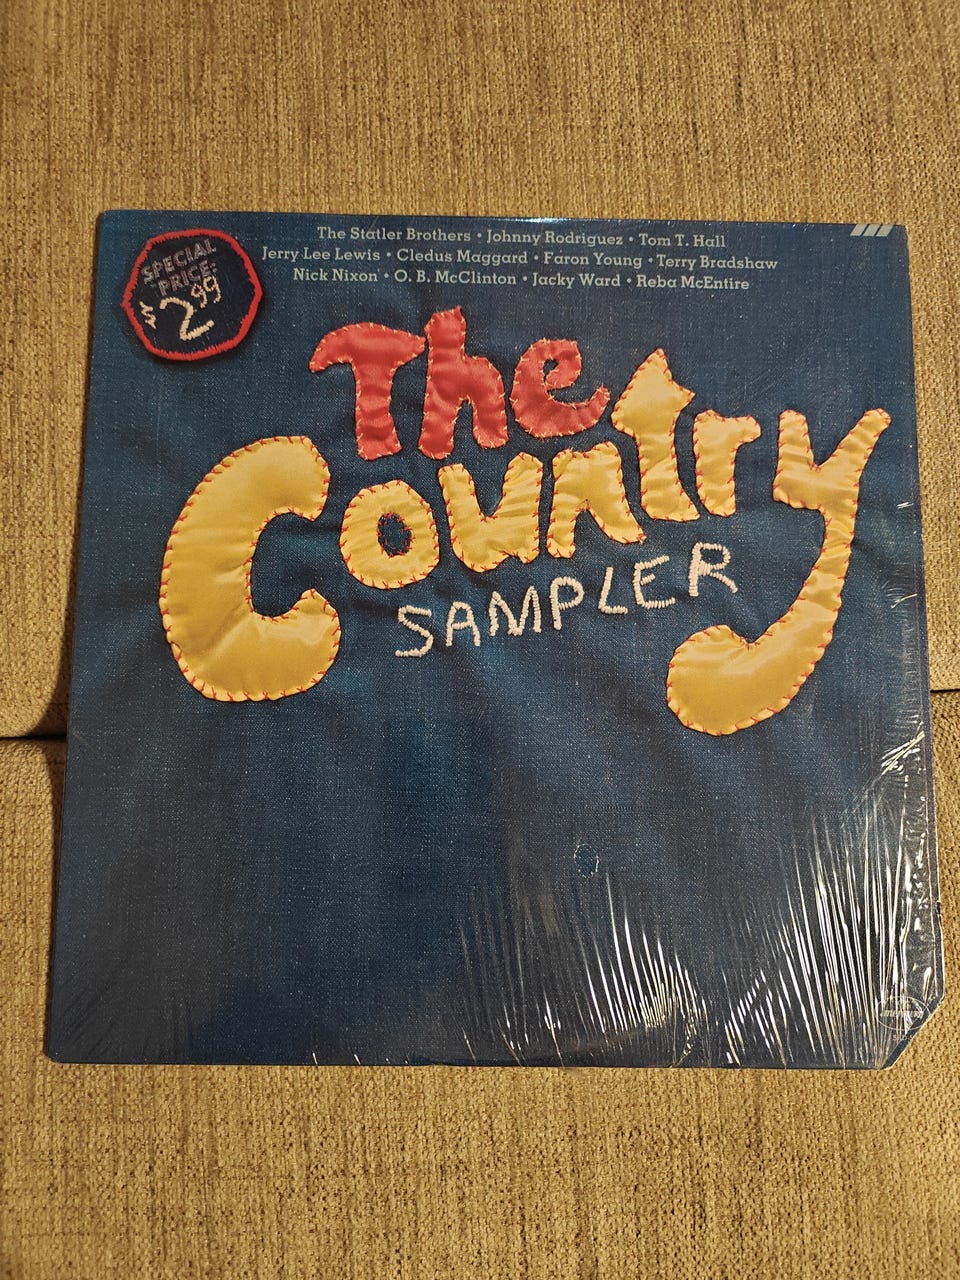 SPECIAL
PRICE:
2.99
The Statler Brothers • Johnny Rodriguez • Tom T. Hall
Jerry Lee Lewis • Cledus Maggard • Faron Young • Terry Bradshaw
Nick Nixon • O. B. McClinton • Jacky Ward • Reba McEntire
The
Country
SAMPLER